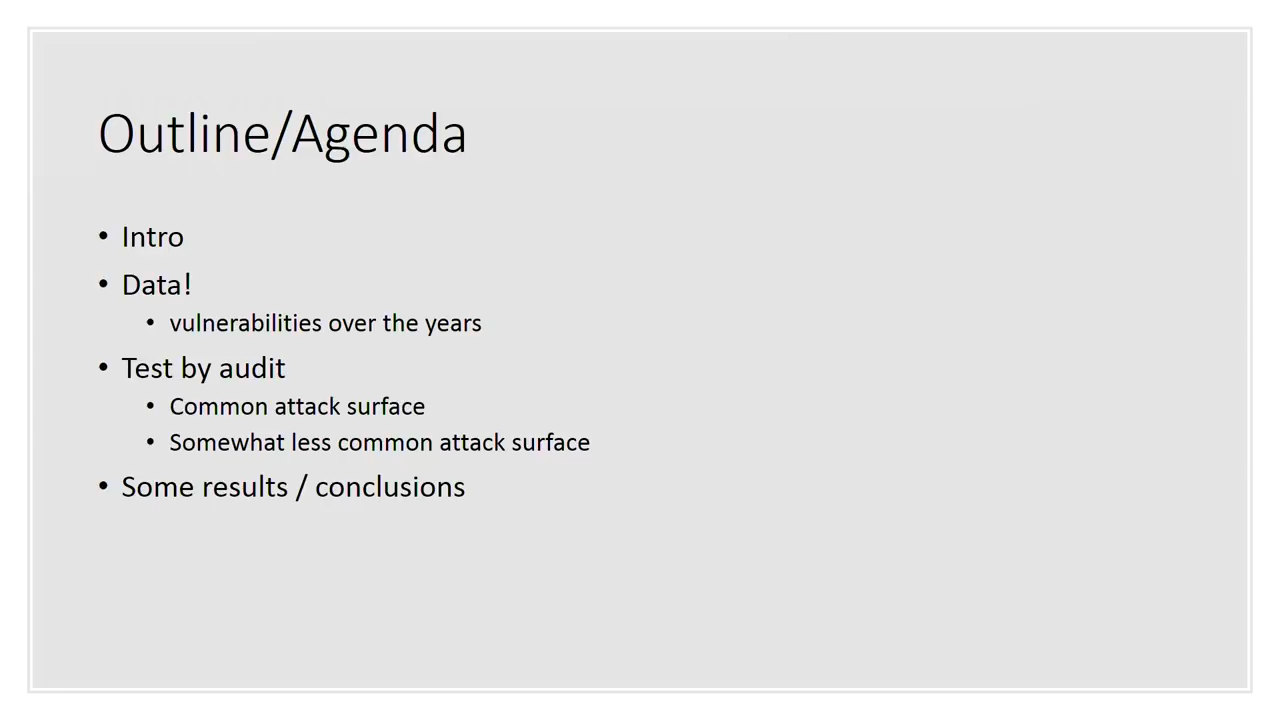 Outline/Agenda
• Intro
• Data!
• vulnerabilities over the years
• Test by audit
• Common attack surface
• Somewhat less common attack surface
• Some results / conclusions